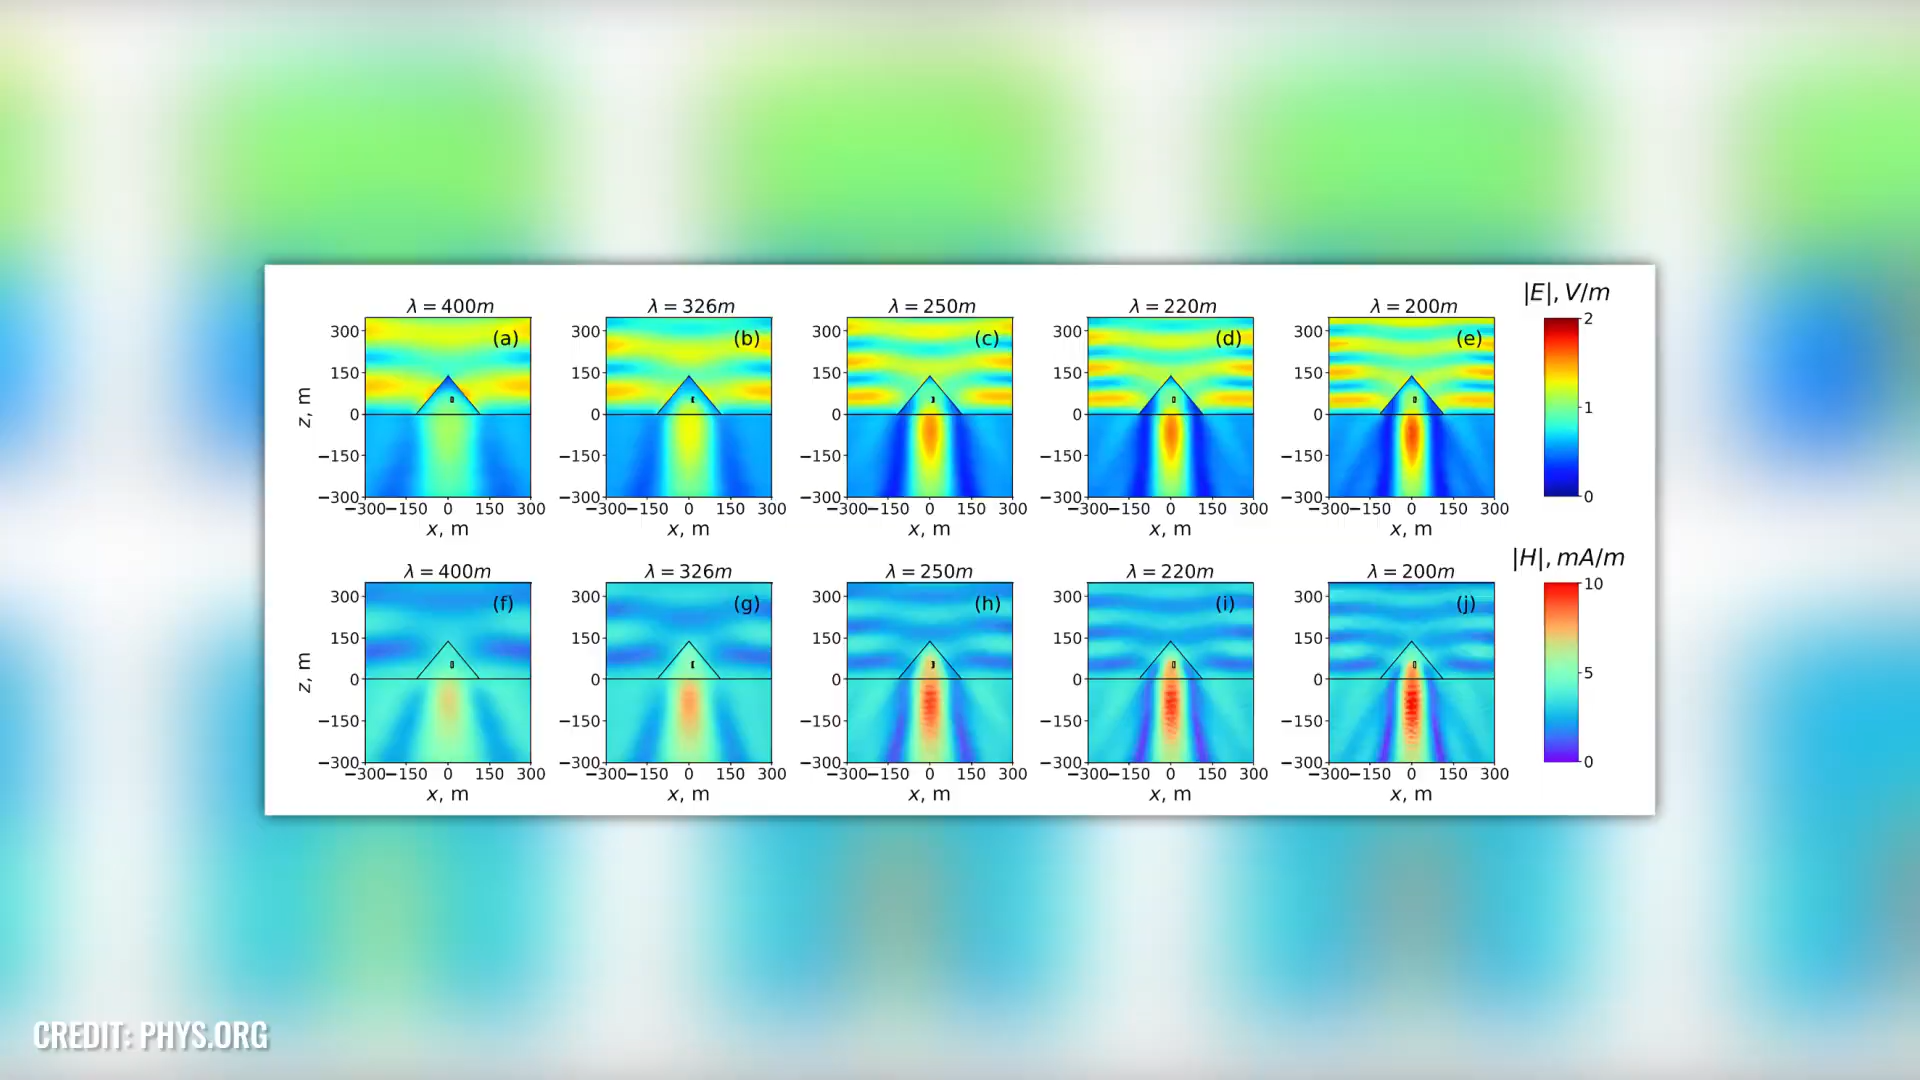 |E|, V/m
λ = 400m
λ = 326m
λ = 250m
λ = 220m
λ = 200m
(a)
(b)
(c)
(d)
(e)
300
150
0
−150
−300
z, m
300
150
0
−150
−300
300
150
0
−150
−300
300
150
0
−150
−300
300
150
0
−150
−300
2
1
0
−300 −150 0 150 300
−300 −150 0 150 300
−300 −150 0 150 300
−300 −150 0 150 300
−300 −150 0 150 300
x, m
x, m
x, m
x, m
x, m
|H|, mA/m
λ = 400m
λ = 326m
λ = 250m
λ = 220m
λ = 200m
(f)
(g)
(h)
(i)
(j)
300
150
0
−150
−300
z, m
300
150
0
−150
−300
300
150
0
−150
−300
300
150
0
−150
−300
300
150
0
−150
−300
10
5
0
−300 −150 0 150 300
−300 −150 0 150 300
−300 −150 0 150 300
−300 −150 0 150 300
−300 −150 0 150 300
x, m
x, m
x, m
x, m
x, m
CREDIT: PHYS.ORG